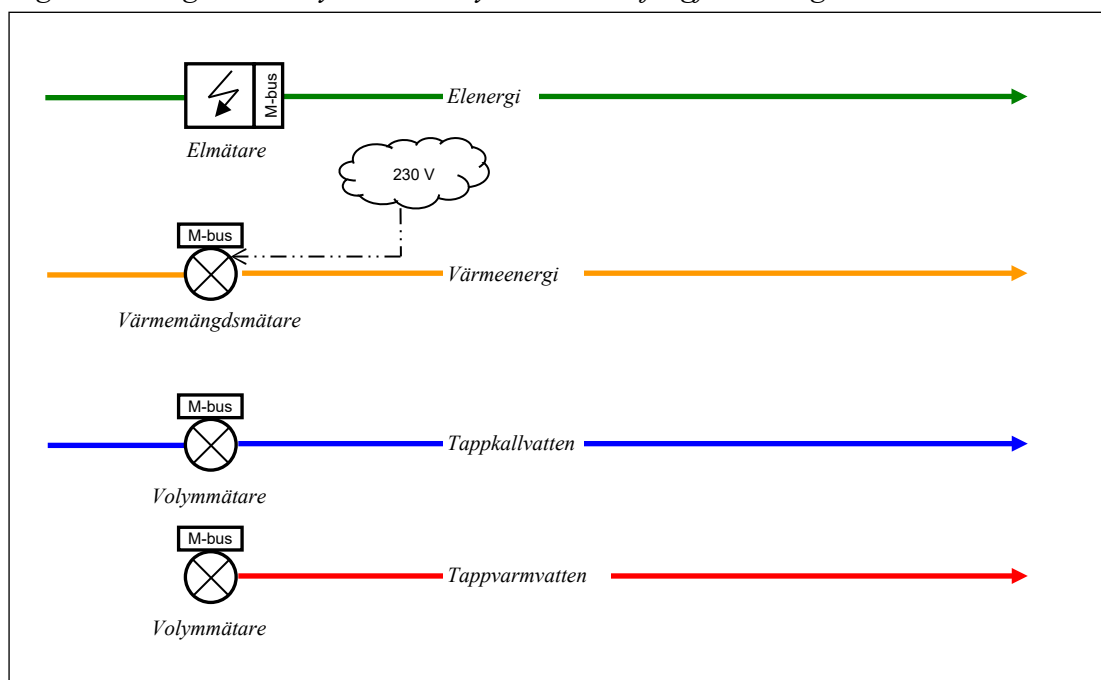 M-bus
Elenergi
Elmätare
230 V
M-bus
Värmeenergi
Värmemängdsmätare
M-bus
Tappkallvatten
Volymmätare
M-bus
Tappvarmvatten
Volymmätare